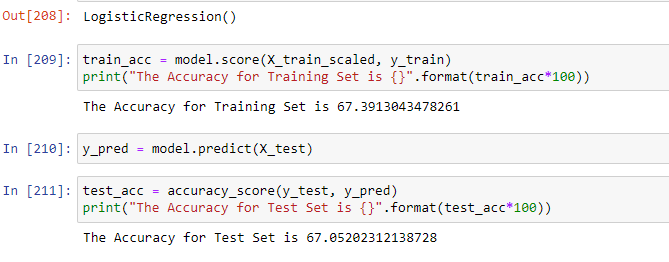 Out[208]: LogisticRegression()
In [209]: train_acc = model.score(X_train_scaled, y_train)
print("The Accuracy for Training Set is {}".format(train_acc*100))
The Accuracy for Training Set is 67.3913043478261
In [210]: y_pred = model.predict(X_test)
In [211]: test_acc = accuracy_score(y_test, y_pred)
print("The Accuracy for Test Set is {}".format(test_acc*100))
The Accuracy for Test Set is 67.05202312138728